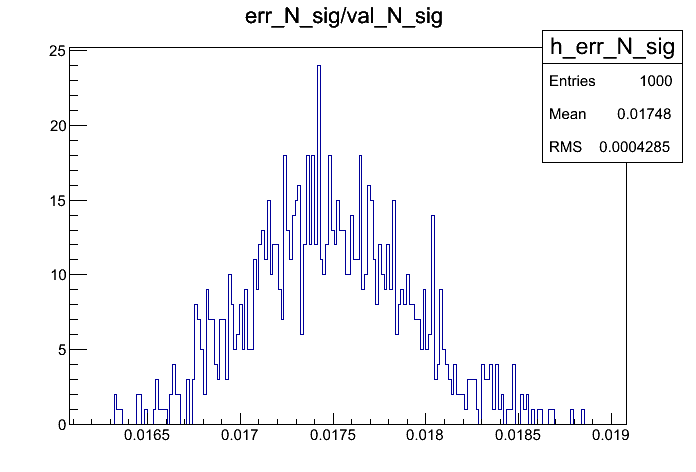 err_N_sig/val_N_sig
h_err_N_sig
Entries 1000
Mean 0.01748
RMS 0.0004285
25
20
15
10
5
0
0.0165 0.017 0.0175 0.018 0.0185 0.019